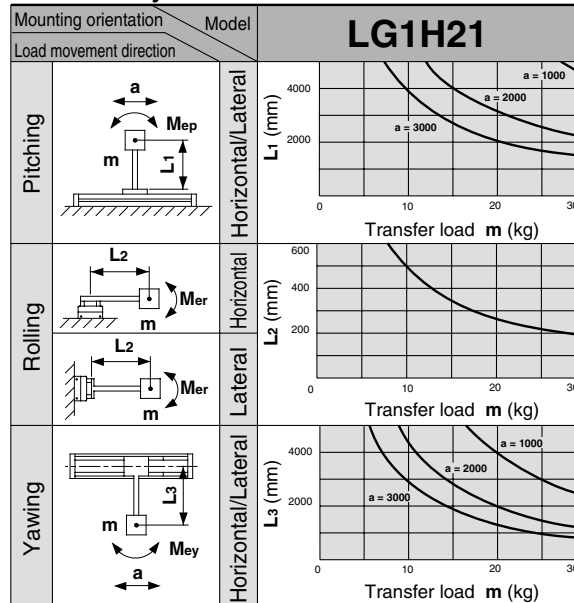 Mounting orientation
Model
Load movement direction
LG1H21
Pitching
a
Mep
m
L1
Horizontal/Lateral
L1 (mm)
4000
2000
a = 1000
a = 2000
a = 3000
0
10
20
30
Transfer load m (kg)
Rolling
L2
Mer
m
Horizontal
L2
Mer
m
Lateral
L2 (mm)
600
400
200
0
10
20
30
Transfer load m (kg)
Yawing
L3
m
Mey
a
Horizontal/Lateral
L3 (mm)
4000
2000
a = 1000
a = 2000
a = 3000
0
10
20
30
Transfer load m (kg)